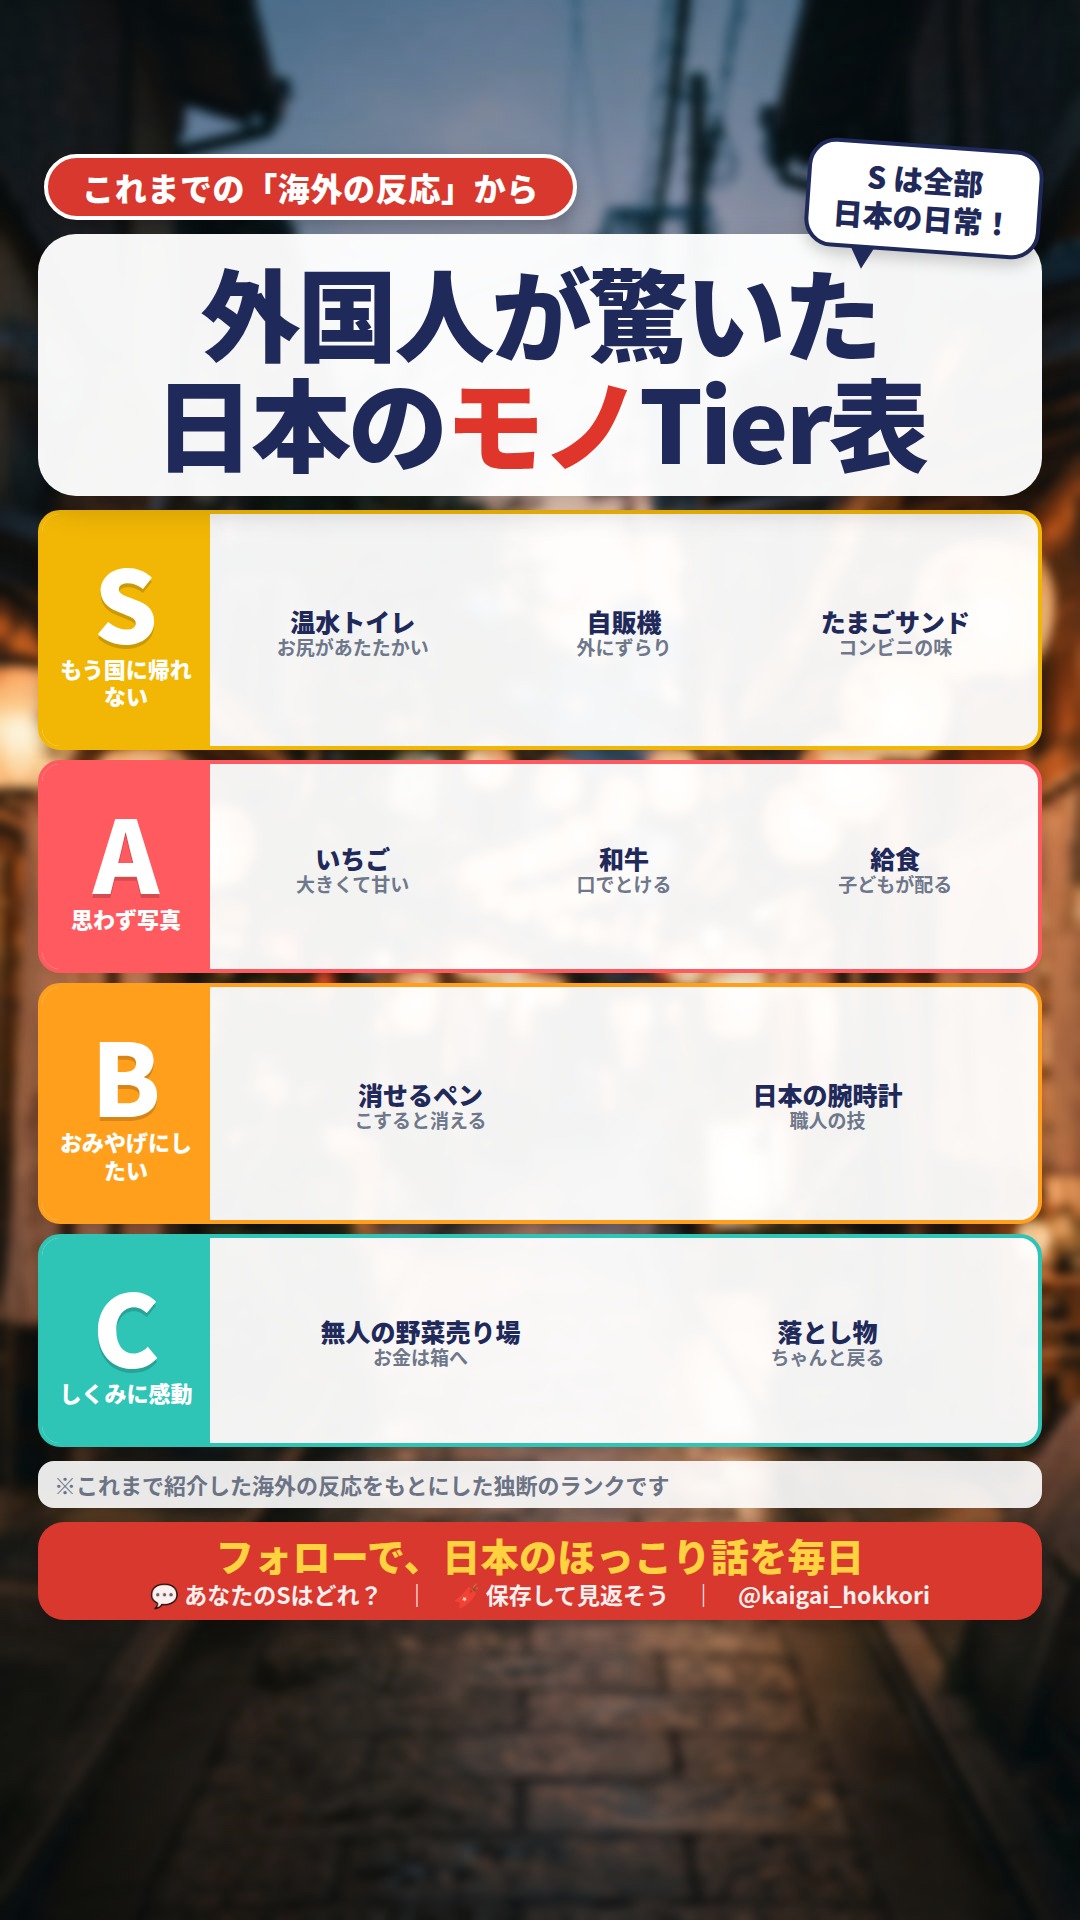 これまでの「海外の反応」から
Sは全部
日本の日常！
外国人が驚いた
日本のモノTier表
S
もう国に帰れ
ない
温水トイレ
お尻があたたかい
自販機
外にずらり
たまごサンド
コンビニの味
A
思わず写真
いちご
大きくて甘い
和牛
口でとける
給食
子どもが配る
B
おみやげにし
たい
消せるペン
こすると消える
日本の腕時計
職人の技
C
しくみに感動
無人の野菜売り場
お金は箱へ
落とし物
ちゃんと戻る
※これまで紹介した海外の反応をもとにした独断のランクです
フォローで、日本のほっこり話を毎日
💬 あなたのSはどれ？ ｜ 🔖 保存して見返そう ｜ @kaigai_hokkori